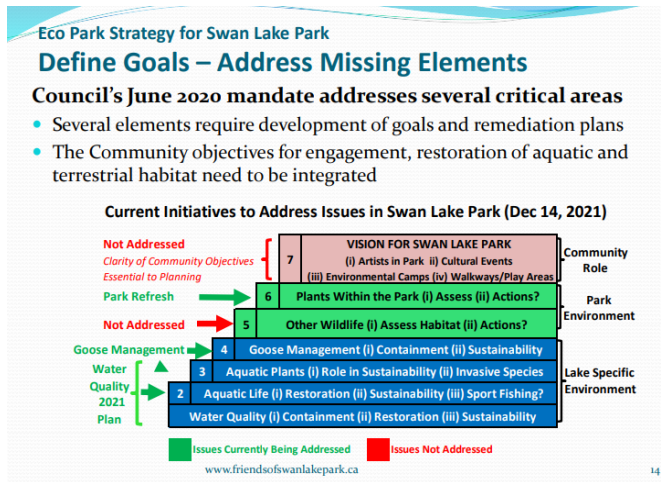 Eco Park Strategy for Swan Lake Park
Define Goals – Address Missing Elements
Council's June 2020 mandate addresses several critical areas
• Several elements require development of goals and remediation plans
• The Community objectives for engagement, restoration of aquatic and
terrestrial habitat need to be integrated
Current Initiatives to Address Issues in Swan Lake Park (Dec 14, 2021)
Not Addressed
Clarity of Community Objectives
Essential to Planning
7
VISION FOR SWAN LAKE PARK
(i) Artists in Park ii) Cultural Events
(iii) Environmental Camps (iv) Walkways/Play Areas
Community
Role
Park Refresh
6
Plants Within the Park (i) Assess (ii) Actions?
Not Addressed
5
Other Wildlife (i) Assess Habitat (ii) Actions?
Park
Environment
Goose Management
4
Goose Management (i) Containment (ii) Sustainability
Water
Quality
2021
Plan
3
Aquatic Plants (i) Role in Sustainability (ii) Invasive Species
2
Aquatic Life (i) Restoration (ii) Sustainability (iii) Sport Fishing?
Water Quality (i) Containment (ii) Restoration (iii) Sustainability
Lake Specific
Environment
Issues Currently Being Addressed
Issues Not Addressed
www.friendsofswanlakepark.ca
14